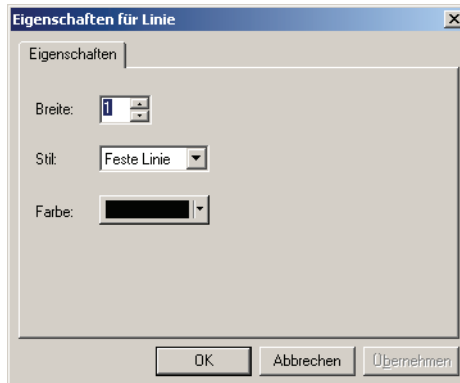 Eigenschaften für Linie
Eigenschaften
Breite: 1
Stil: Feste Linie
Farbe:
OK Abbrechen Übernehmen